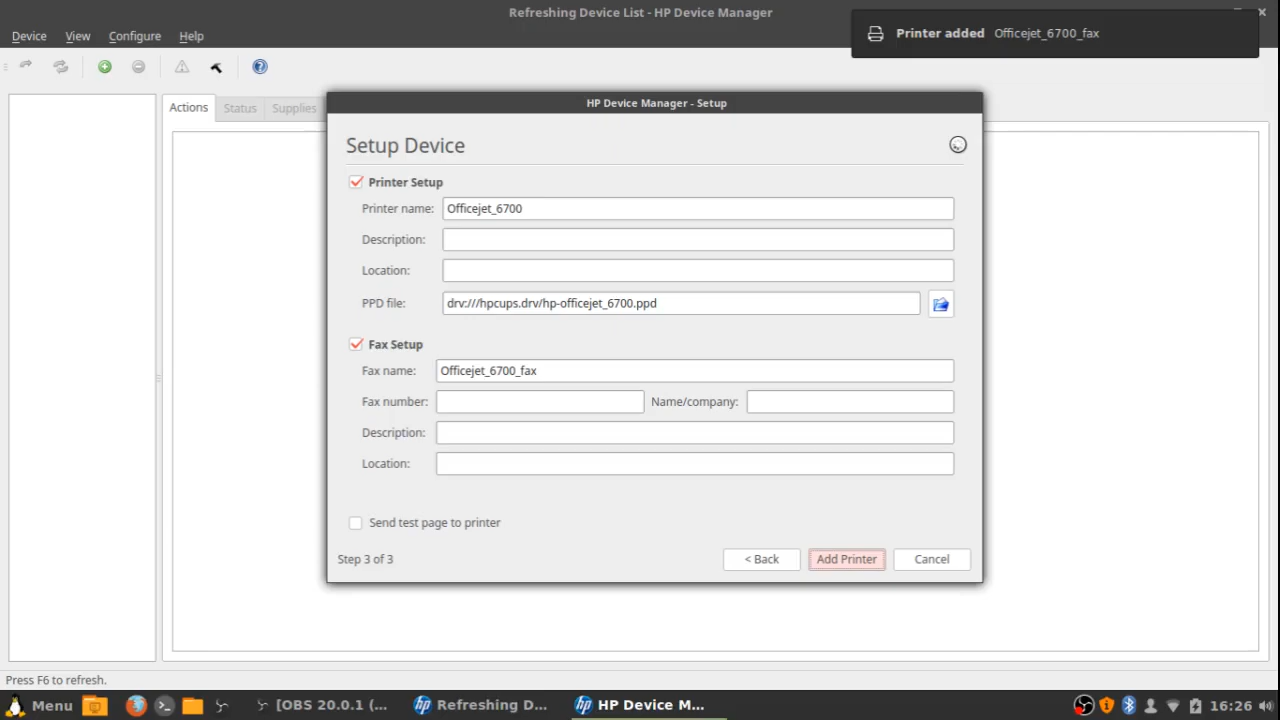 Refreshing Device List - HP Device Manager
Printer added Officejet_6700_fax
Device View Configure Help
Actions Status Supplies
HP Device Manager - Setup
Setup Device
Printer Setup
Printer name: Officejet_6700
Description:
Location:
PPD file: drv:///hpcups.drv/hp-officejet_6700.ppd
Fax Setup
Fax name: Officejet_6700_fax
Fax number: Name/company:
Description:
Location:
Send test page to printer
Step 3 of 3 < Back Add Printer Cancel
Press F6 to refresh.
Menu [OBS 20.0.1 (... Refreshing D... HP Device M... 16:26